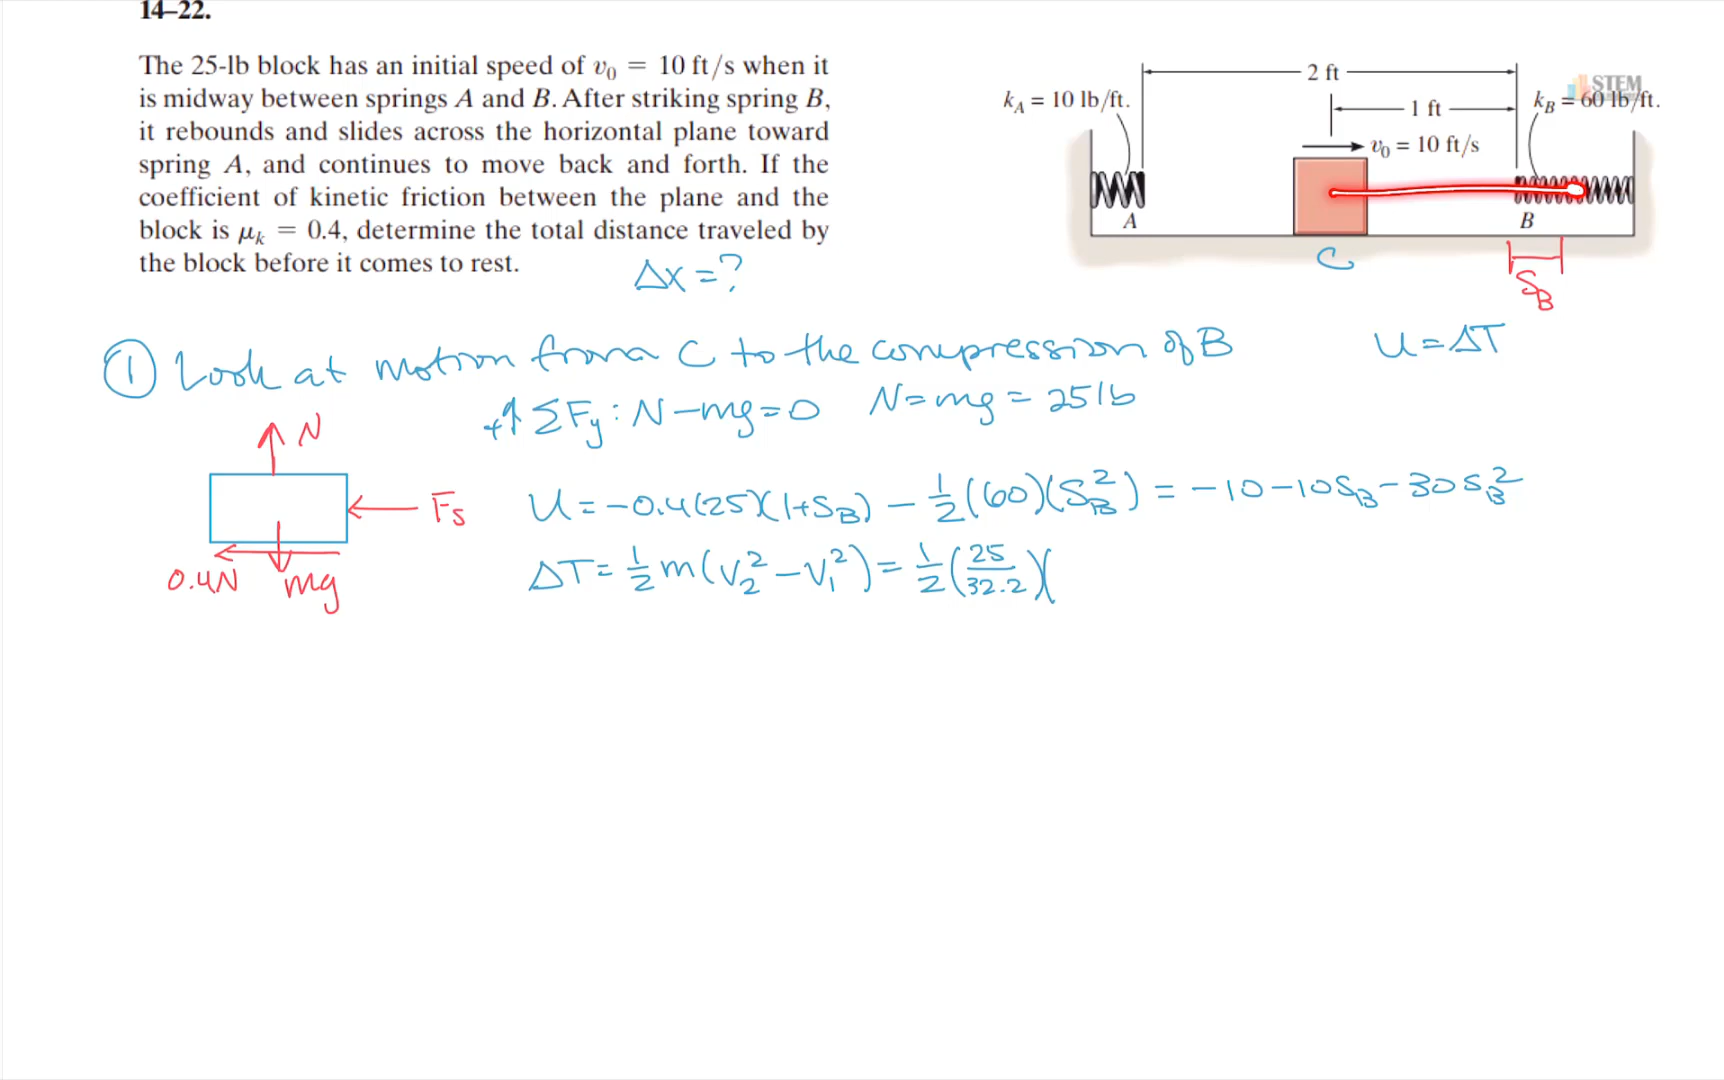 14–22.
The 25-lb block has an initial speed of v₀ = 10 ft/s when it
is midway between springs A and B. After striking spring B,
it rebounds and slides across the horizontal plane toward
spring A, and continues to move back and forth. If the
coefficient of kinetic friction between the plane and the
block is μₖ = 0.4, determine the total distance traveled by
the block before it comes to rest.
Δx = ?
2 ft
STEM
k_A = 10 lb/ft.
1 ft
k_B = 60 lb/ft.
v₀ = 10 ft/s
A
B
C
S_B
① Look at motion from C to the compression of B
U = ΔT
+↑ ΣF_y : N - mg = 0 N = mg = 25 lb
N
F_s
0.4N
mg
U = -0.4(25)(1+S_B) - 1/2 (60)(S_B²) = -10 - 10S_B - 30S_B²
ΔT = 1/2 m(v₂² - v₁²) = 1/2 (25/32.2)(